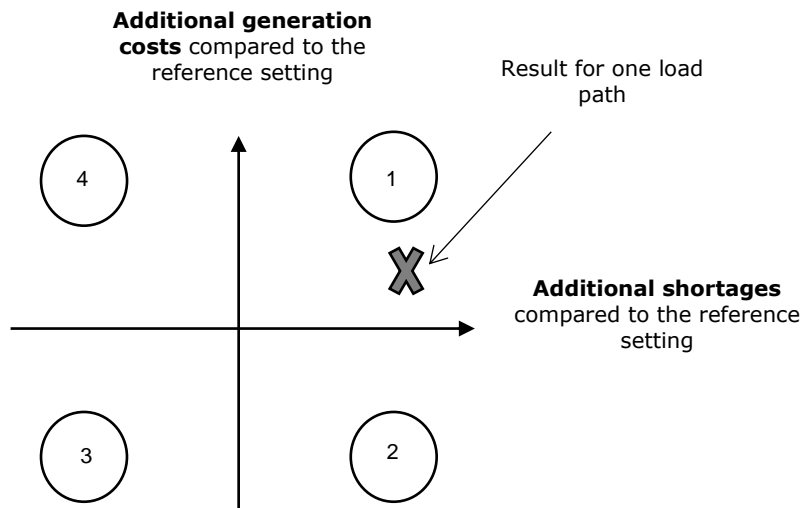 Additional generation
costs compared to the
reference setting
Result for one load
path
4
1
Additional shortages
compared to the reference
setting
3
2